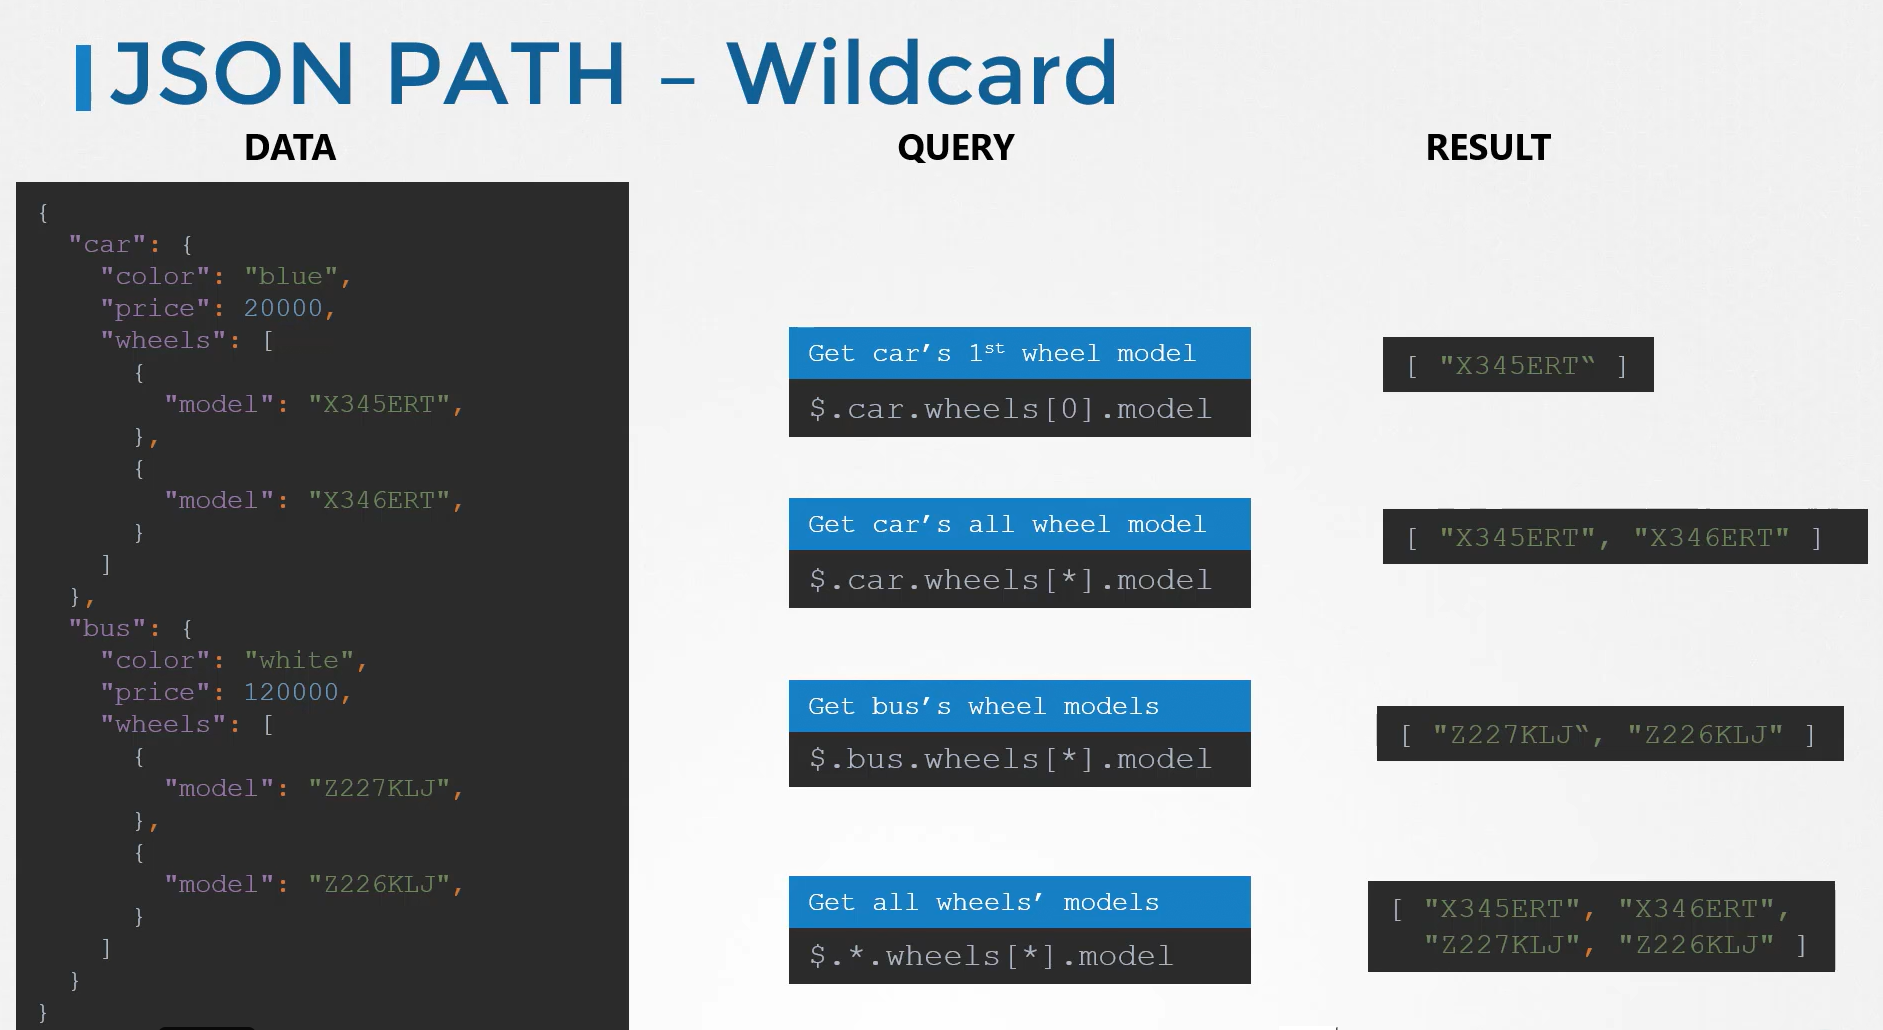 JSON PATH – Wildcard
DATA
{
"car": {
"color": "blue",
"price": 20000,
"wheels": [
{
"model": "X345ERT",
},
{
"model": "X346ERT",
}
]
},
"bus": {
"color": "white",
"price": 120000,
"wheels": [
{
"model": "Z227KLJ",
},
{
"model": "Z226KLJ",
}
]
}
}
QUERY
Get car’s 1st wheel model
$.car.wheels[0].model
Get car’s all wheel model
$.car.wheels[*].model
Get bus’s wheel models
$.bus.wheels[*].model
Get all wheels’ models
$.*.wheels[*].model
RESULT
[ "X345ERT“ ]
[ "X345ERT", "X346ERT" ]
[ "Z227KLJ“, "Z226KLJ" ]
[ "X345ERT", "X346ERT",
"Z227KLJ", "Z226KLJ" ]